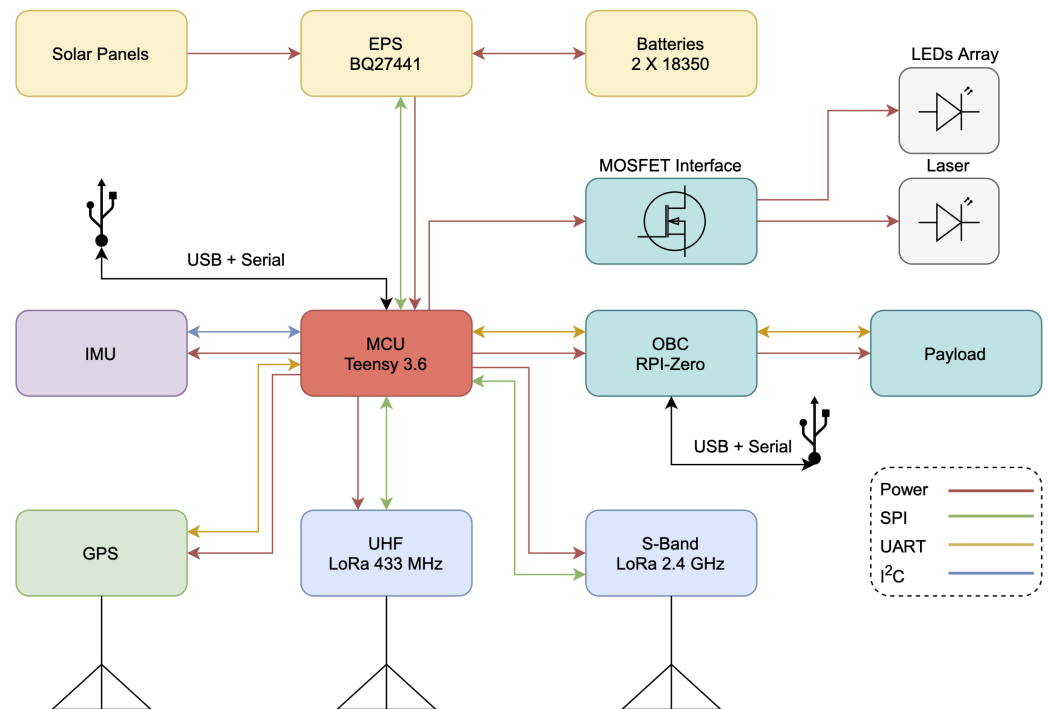 Solar Panels
EPS
BQ27441
Batteries
2 X 18350
LEDs Array
MOSFET Interface
Laser
USB + Serial
IMU
MCU
Teensy 3.6
OBC
RPI-Zero
Payload
USB + Serial
GPS
UHF
LoRa 433 MHz
S-Band
LoRa 2.4 GHz
Power
SPI
UART
I²C